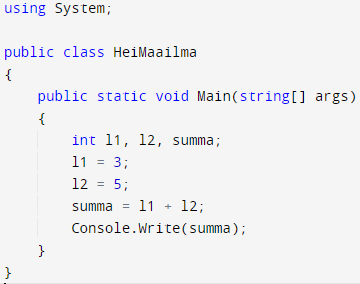 using System;
public class HeiMaailma
{
public static void Main(string[] args)
{
int l1, l2, summa;
l1 = 3;
l2 = 5;
summa = l1 + l2;
Console.Write(summa);
}
}